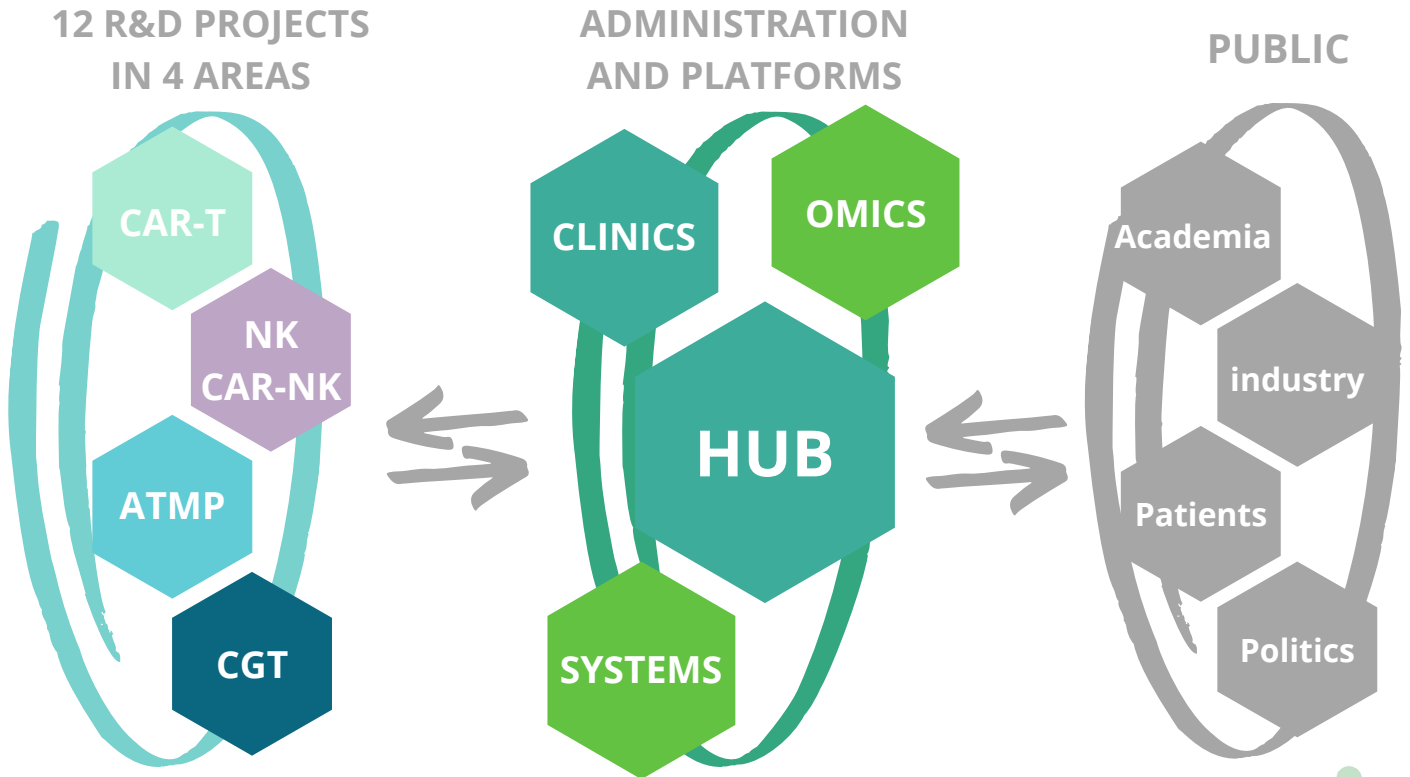 12 R&D PROJECTS
IN 4 AREAS
CAR-T
NK
CAR-NK
ATMP
CGT
ADMINISTRATION
AND PLATFORMS
CLINICS
OMICS
HUB
SYSTEMS
PUBLIC
Academia
industry
Patients
Politics